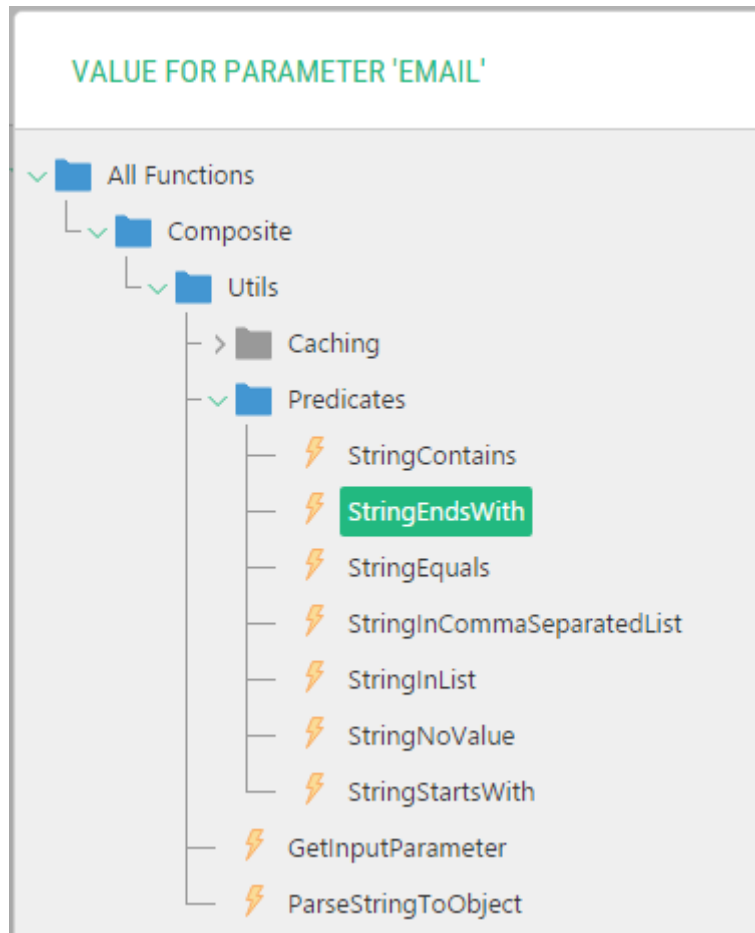 VALUE FOR PARAMETER 'EMAIL'
All Functions
Composite
Utils
Caching
Predicates
StringContains
StringEndsWith
StringEquals
StringInCommaSeparatedList
StringInList
StringNoValue
StringStartsWith
GetInputParameter
ParseStringToObject